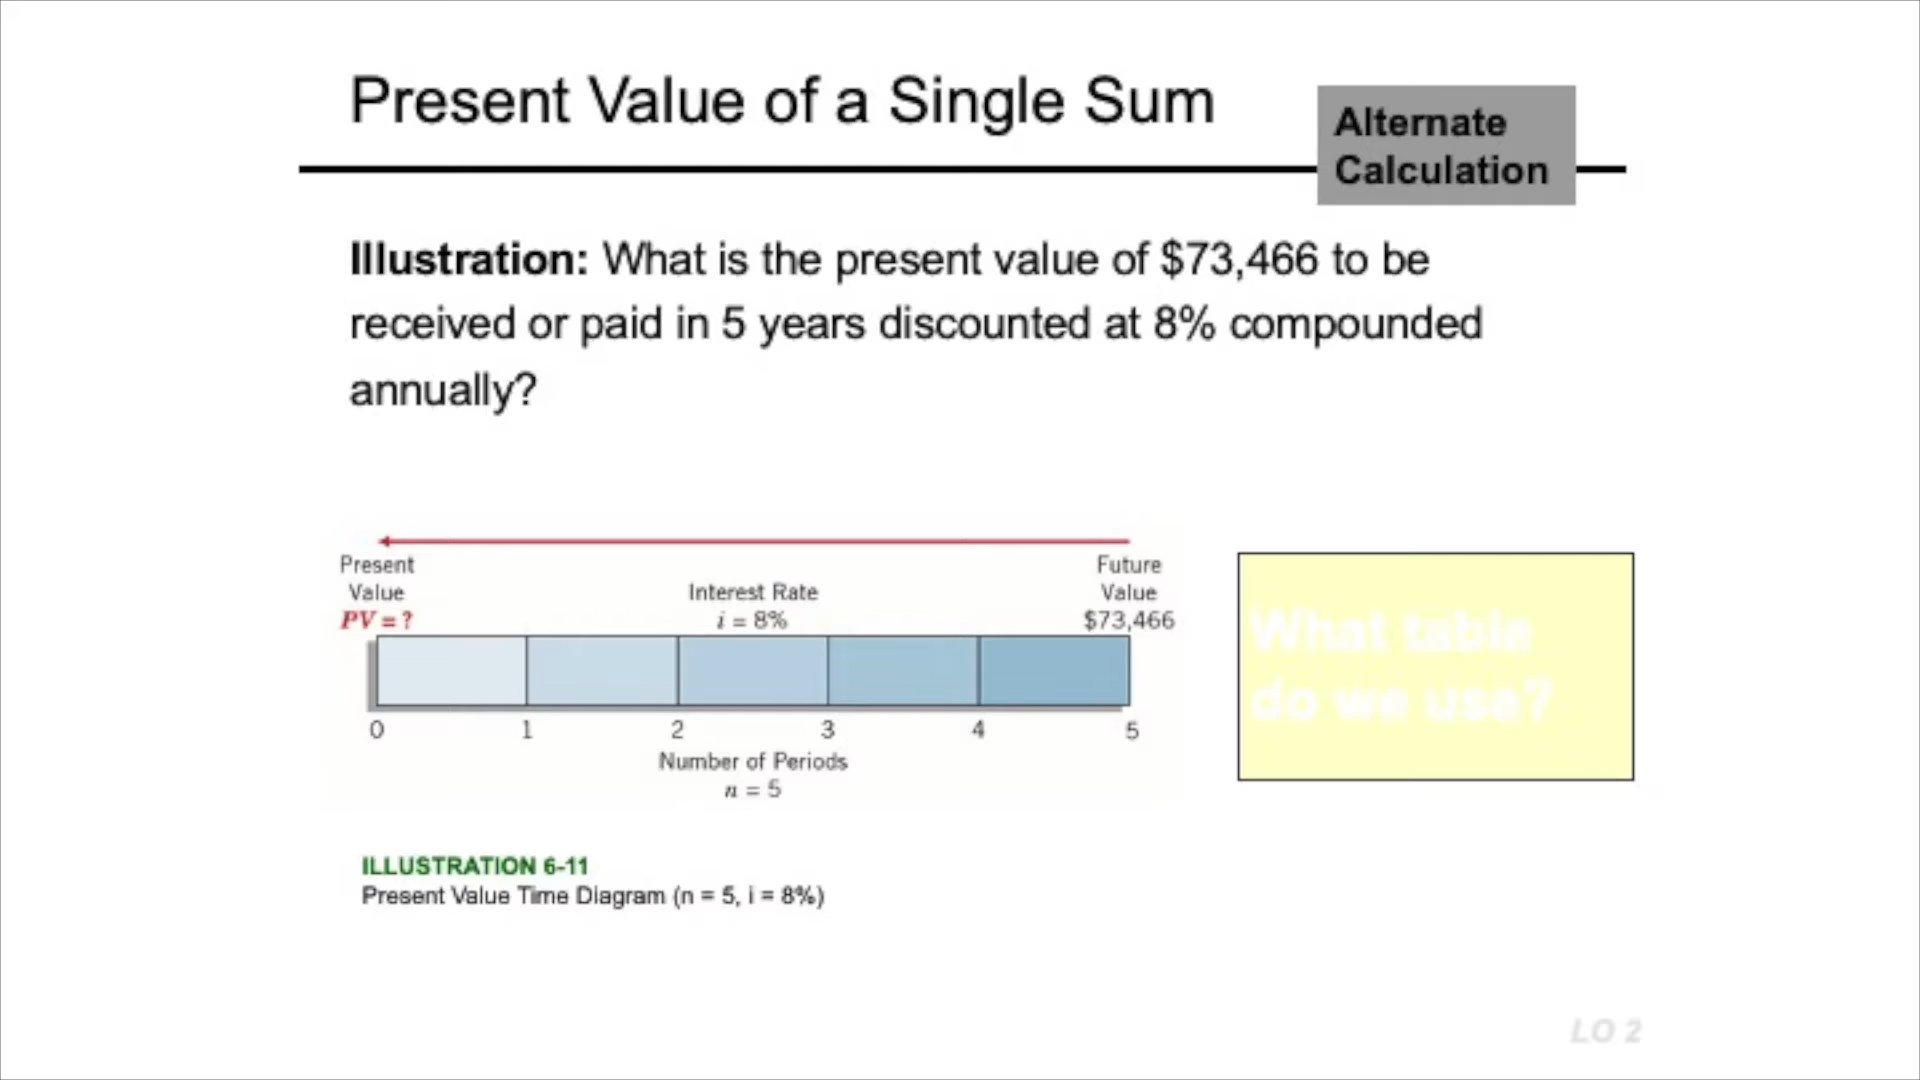 Present Value of a Single Sum
Alternate
Calculation
Illustration: What is the present value of $73,466 to be
received or paid in 5 years discounted at 8% compounded
annually?
Present
Value
PV = ?
Interest Rate
i = 8%
Future
Value
$73,466
0 1 2 3 4 5
Number of Periods
n = 5
What table
do we use?
ILLUSTRATION 6-11
Present Value Time Diagram (n = 5, i = 8%)
LO 2